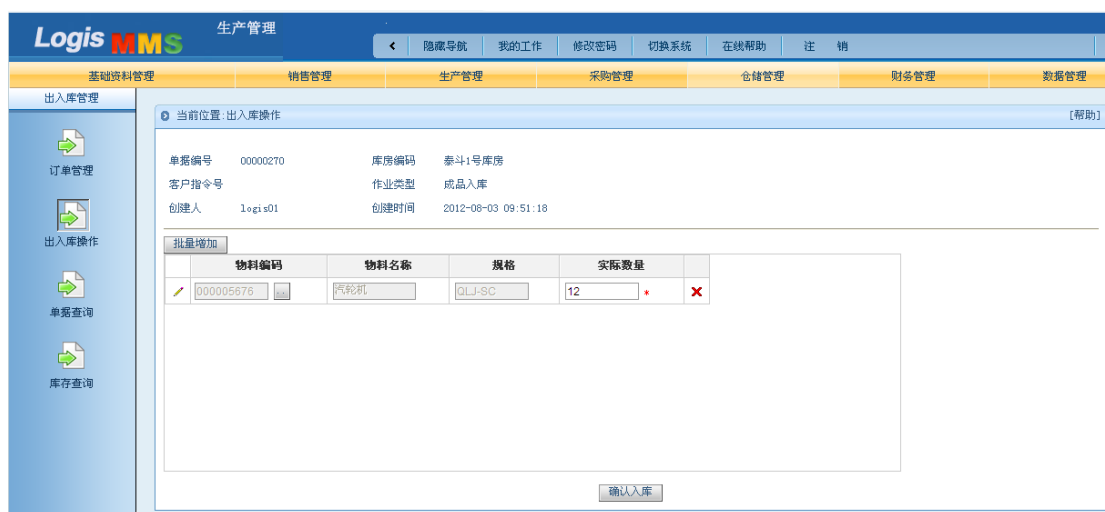 Logis MMS 生产管理
隐藏导航 我的工作 修改密码 切换系统 在线帮助 注 销
基础资料管理 销售管理 生产管理 采购管理 仓储管理 财务管理 数据管理
出入库管理
当前位置:出入库操作 [帮助]
订单管理
出入库操作
单据查询
库存查询
单据编号 00000270 库房编码 泰斗1号库房
客户指令号 作业类型 成品入库
创建人 logis01 创建时间 2012-08-03 09:51:18
批量增加
物料编码 物料名称 规格 实际数量
000005676 ... 汽轮机 QLJ-SC 12 *
确认入库